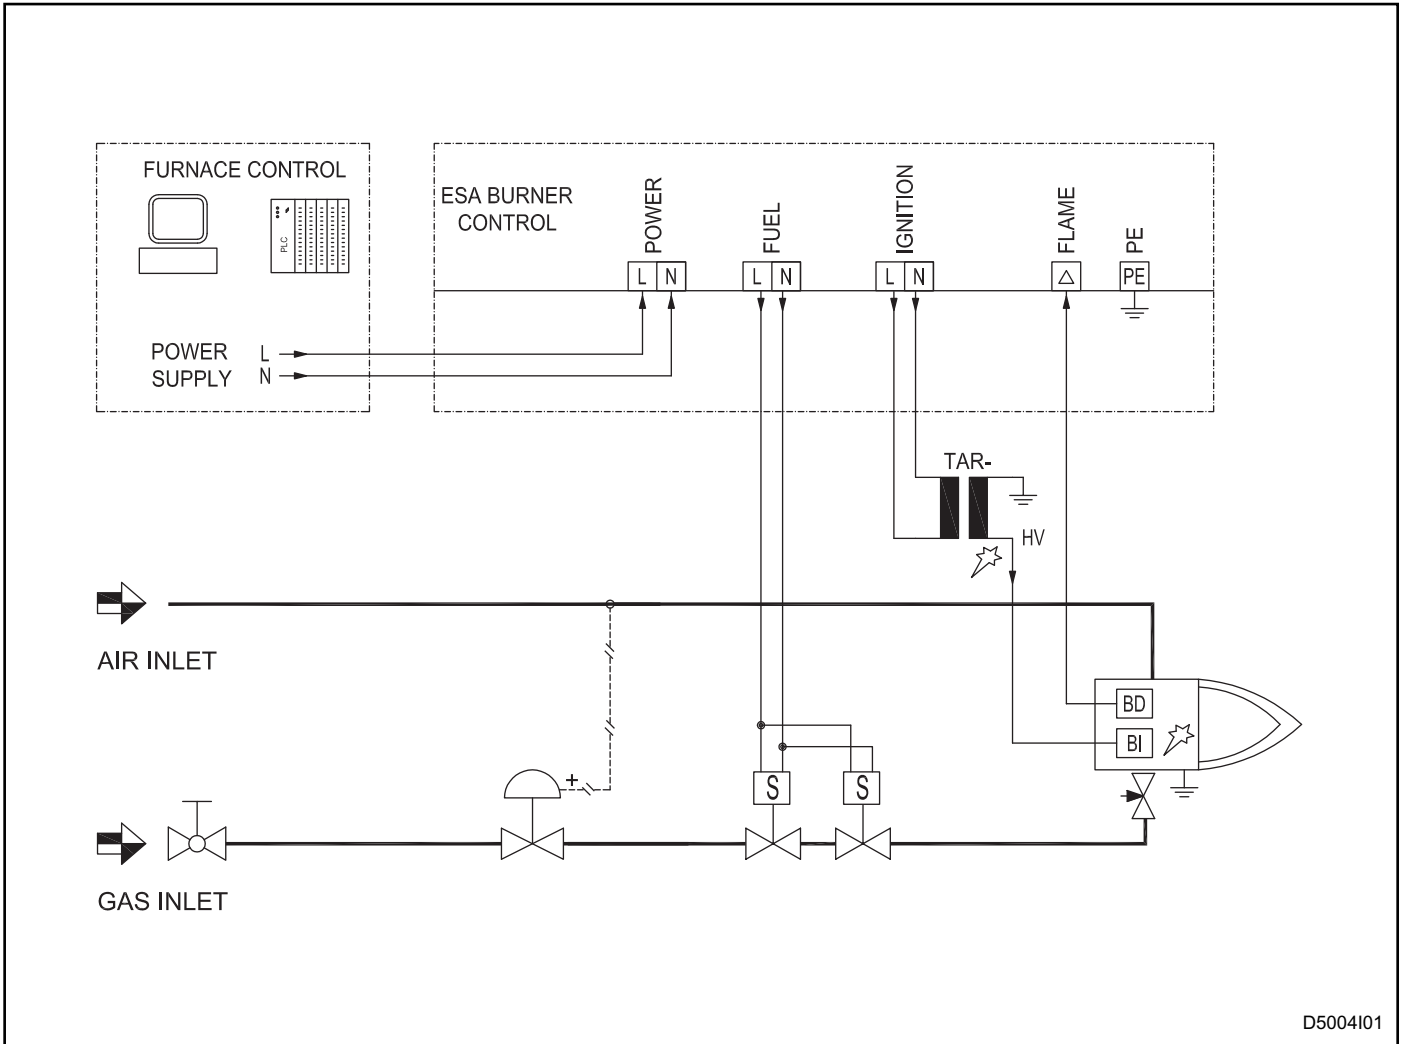 FURNACE CONTROL
PLC
POWER
SUPPLY
L
N
ESA BURNER
CONTROL
POWER
L N
FUEL
L N
IGNITION
L N
FLAME
PE
PE
TAR-
HV
AIR INLET
BD
BI
+
S
S
GAS INLET
D5004I01